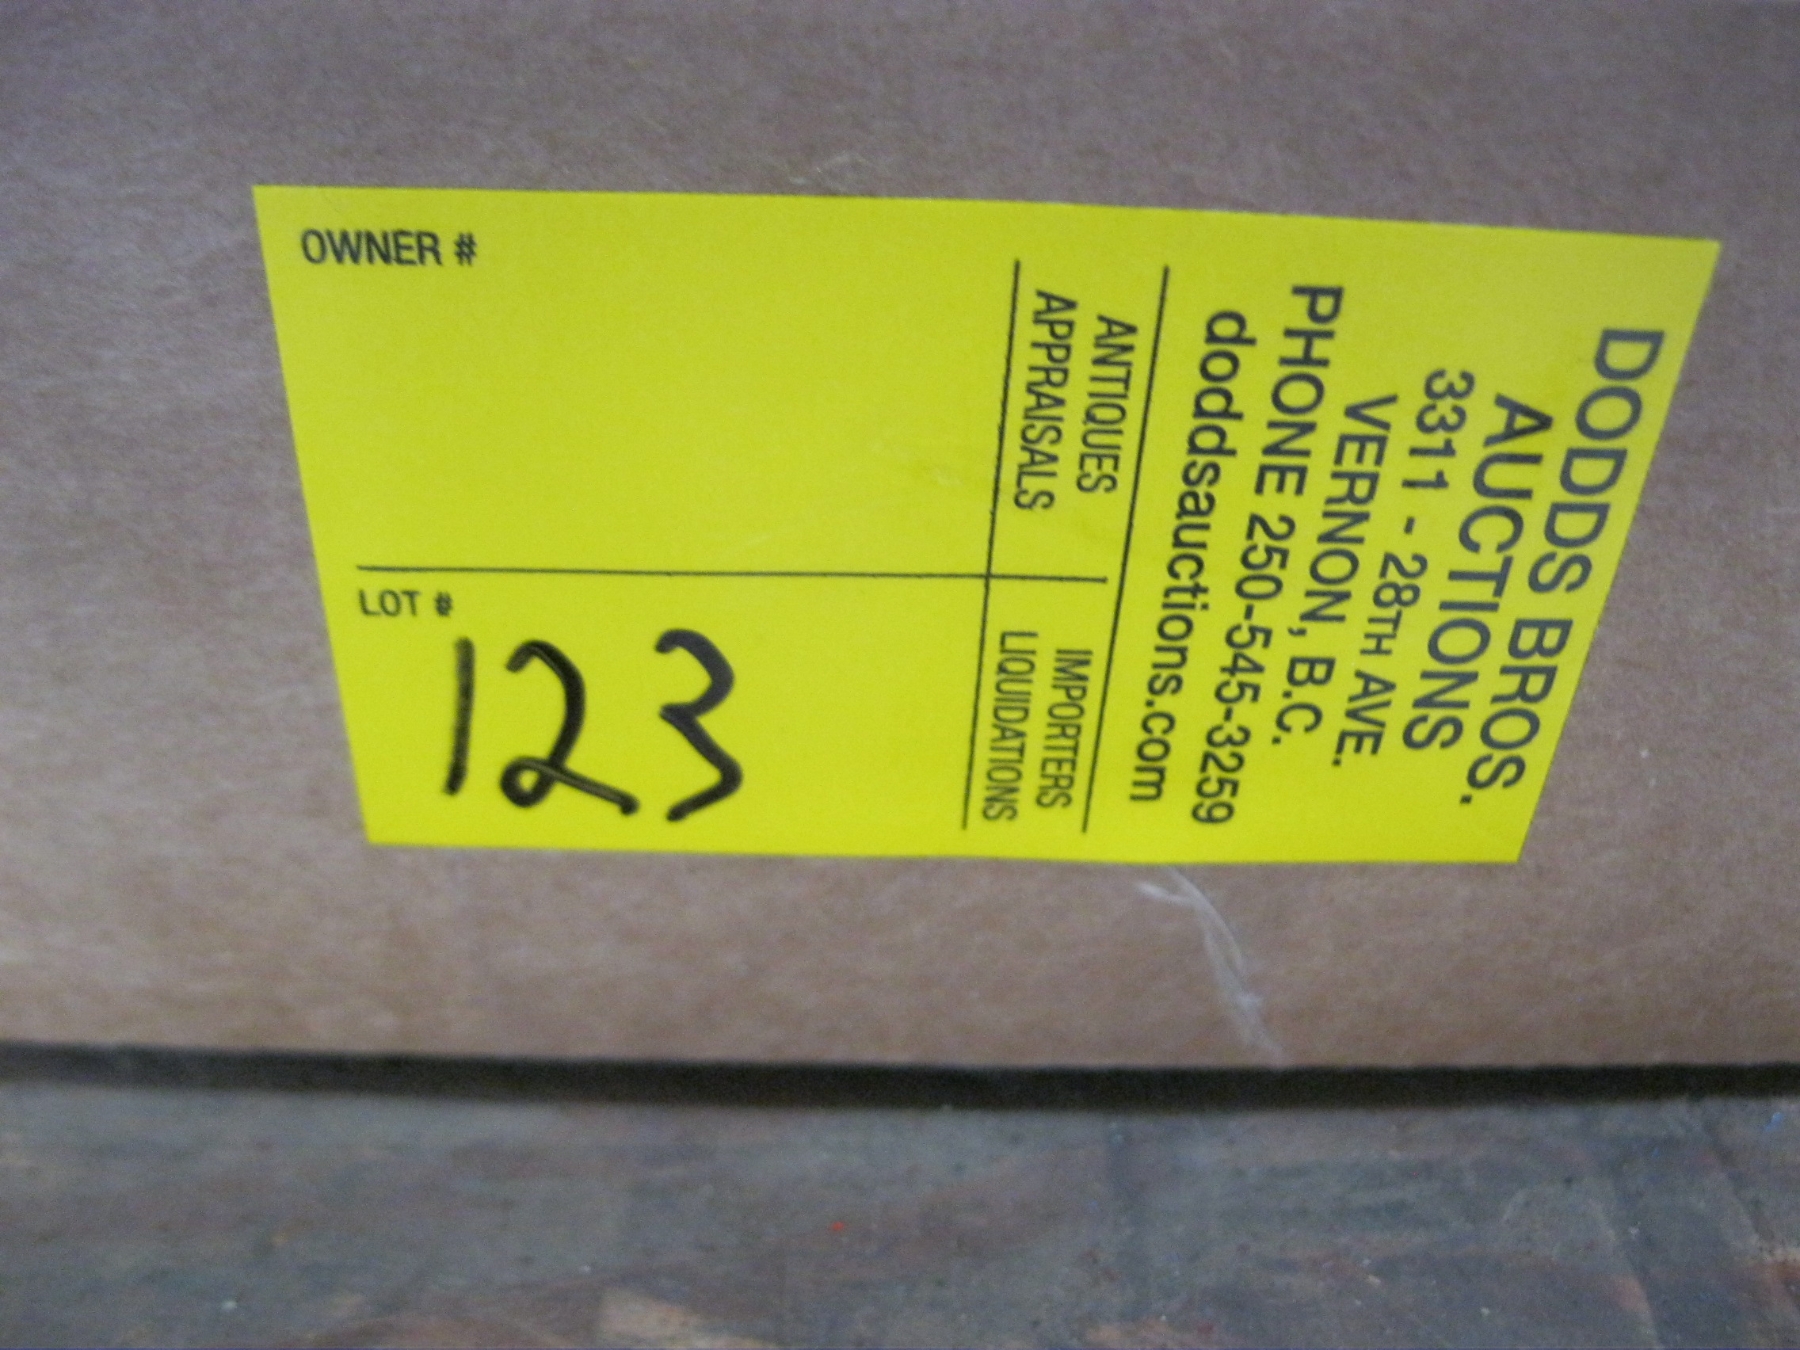 DODDS BROS.
AUCTIONS
3311 - 28TH AVE.
VERNON, B.C.
PHONE 250-545-3259
doddsauctions.com
ANTIQUES
APPRAISALS
IMPORTERS
LIQUIDATIONS
OWNER #
LOT #
123